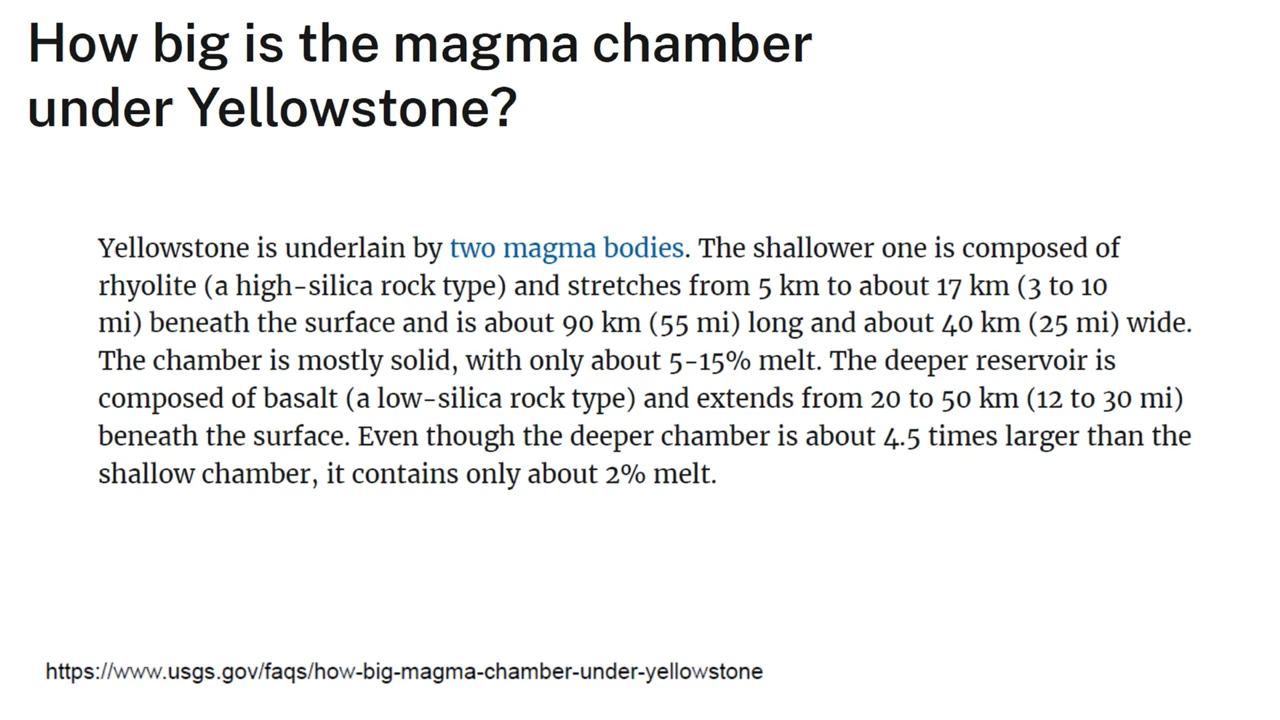 How big is the magma chamber
under Yellowstone?
Yellowstone is underlain by two magma bodies. The shallower one is composed of
rhyolite (a high-silica rock type) and stretches from 5 km to about 17 km (3 to 10
mi) beneath the surface and is about 90 km (55 mi) long and about 40 km (25 mi) wide.
The chamber is mostly solid, with only about 5-15% melt. The deeper reservoir is
composed of basalt (a low-silica rock type) and extends from 20 to 50 km (12 to 30 mi)
beneath the surface. Even though the deeper chamber is about 4.5 times larger than the
shallow chamber, it contains only about 2% melt.
https://www.usgs.gov/faqs/how-big-magma-chamber-under-yellowstone